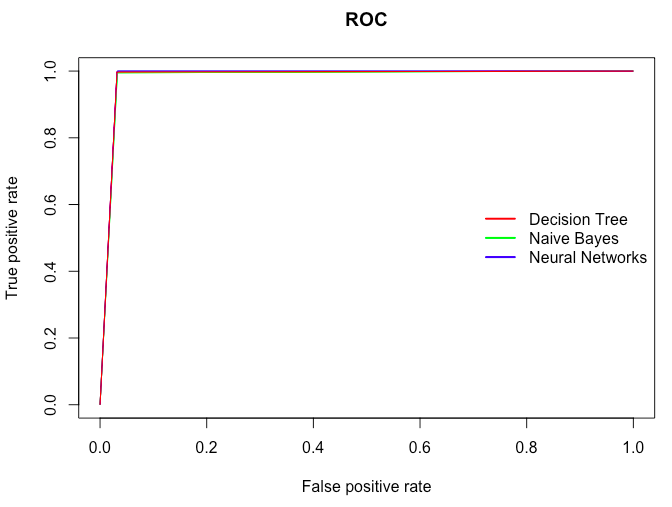 ROC
True positive rate
1.0
0.8
0.6
0.4
0.2
0.0
Decision Tree
Naive Bayes
Neural Networks
0.0 0.2 0.4 0.6 0.8 1.0
False positive rate